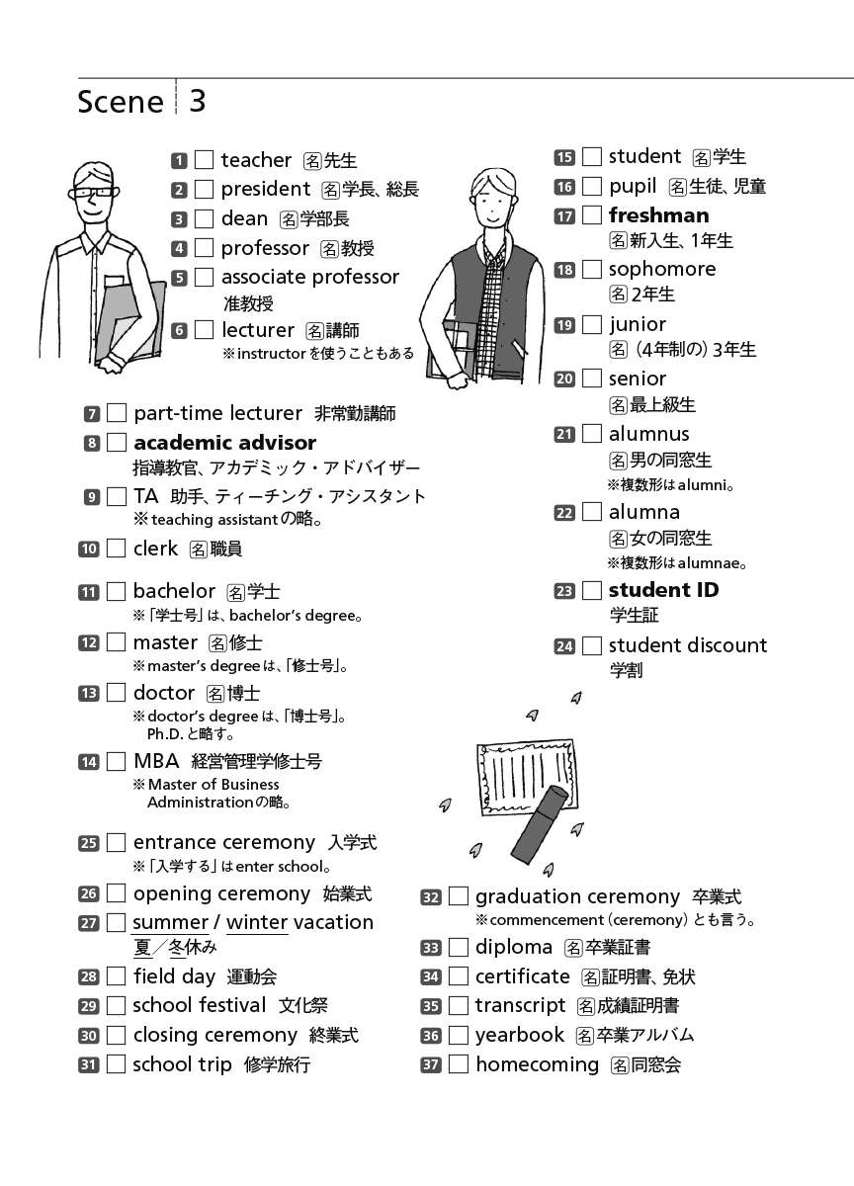 Scene 3
1 teacher 名 先生
2 president 名 学長、総長
3 dean 名 学部長
4 professor 名 教授
5 associate professor
准教授
6 lecturer 名 講師
※instructorを使うこともある
7 part-time lecturer 非常勤講師
8 academic advisor
指導教官、アカデミック・アドバイザー
9 TA 助手、ティーチング・アシスタント
※teaching assistantの略。
10 clerk 名 職員
11 bachelor 名 学士
※「学士号」は、bachelor's degree。
12 master 名 修士
※master's degreeは、「修士号」。
13 doctor 名 博士
※doctor's degreeは、「博士号」。
Ph.D.と略す。
14 MBA 経営管理学修士号
※Master of Business
Administrationの略。
15 student 名 学生
16 pupil 名 生徒、児童
17 freshman
名 新入生、1年生
18 sophomore
名 2年生
19 junior
名（4年制の）3年生
20 senior
名 最上級生
21 alumnus
名 男の同窓生
※複数形はalumni。
22 alumna
名 女の同窓生
※複数形はalumnae。
23 student ID
学生証
24 student discount
学割
25 entrance ceremony 入学式
※「入学する」はenter school。
26 opening ceremony 始業式
27 summer / winter vacation
夏／冬休み
28 field day 運動会
29 school festival 文化祭
30 closing ceremony 終業式
31 school trip 修学旅行
32 graduation ceremony 卒業式
※commencement（ceremony）とも言う。
33 diploma 名 卒業証書
34 certificate 名 証明書、免状
35 transcript 名 成績証明書
36 yearbook 名 卒業アルバム
37 homecoming 名 同窓会